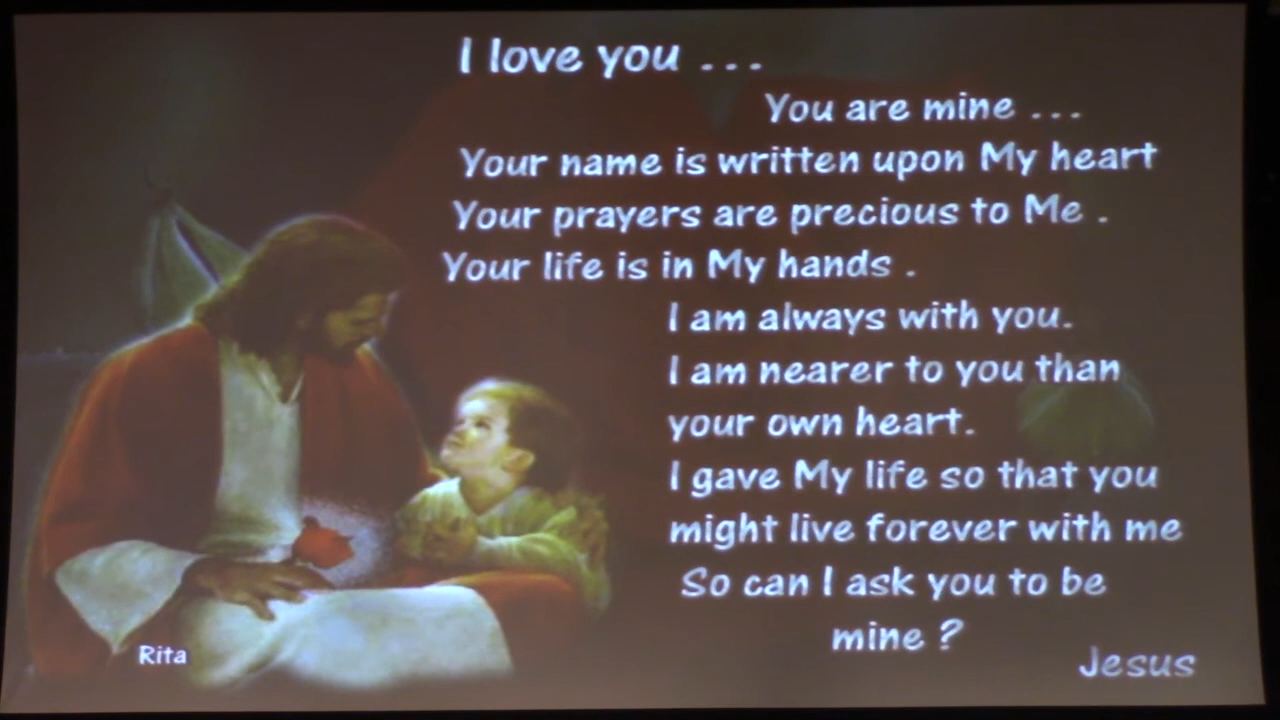 I love you ...
You are mine ...
Your name is written upon My heart
Your prayers are precious to Me .
Your life is in My hands .
I am always with you.
I am nearer to you than
your own heart.
I gave My life so that you
might live forever with me
So can I ask you to be
mine ?
Jesus
Rita